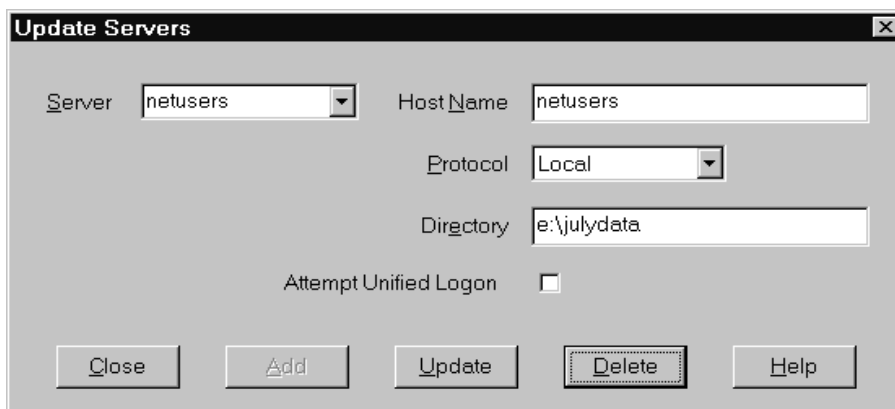 Update Servers
Server netusers Host Name netusers
Protocol Local
Directory e:\julydata
Attempt Unified Logon
Close Add Update Delete Help